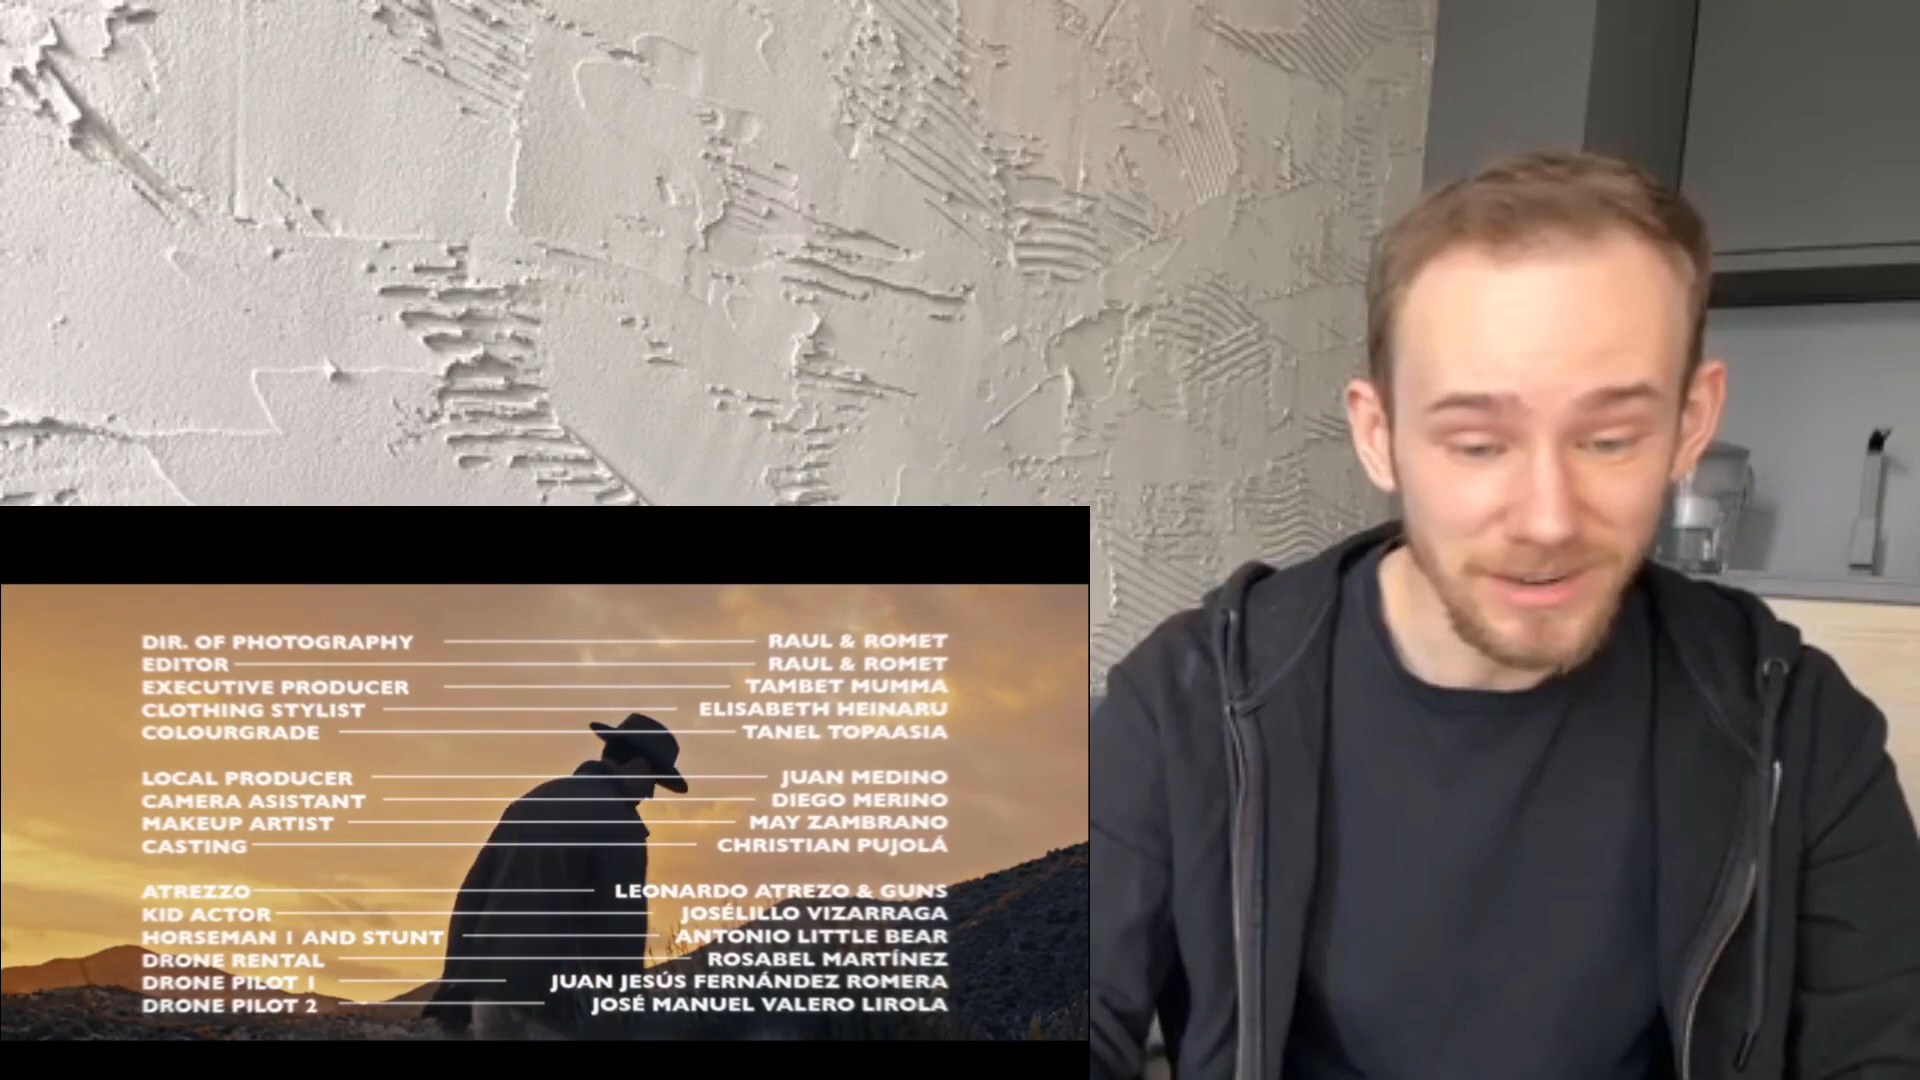 DIR. OF PHOTOGRAPHY RAUL & ROMET
EDITOR RAUL & ROMET
EXECUTIVE PRODUCER TAMBET MUMMA
CLOTHING STYLIST ELISABETH HEINARU
COLOURGRADE TANEL TOPAASIA
LOCAL PRODUCER JUAN MEDINO
CAMERA ASISTANT DIEGO MERINO
MAKEUP ARTIST MAY ZAMBRANO
CASTING CHRISTIAN PUJOLÁ
ATREZZO LEONARDO ATREZO & GUNS
KID ACTOR JOSÉLILLO VIZARRAGA
HORSEMAN 1 AND STUNT ANTONIO LITTLE BEAR
DRONE RENTAL ROSABEL MARTÍNEZ
DRONE PILOT 1 JUAN JESÚS FERNÁNDEZ ROMERA
DRONE PILOT 2 JOSÉ MANUEL VALERO LIROLA